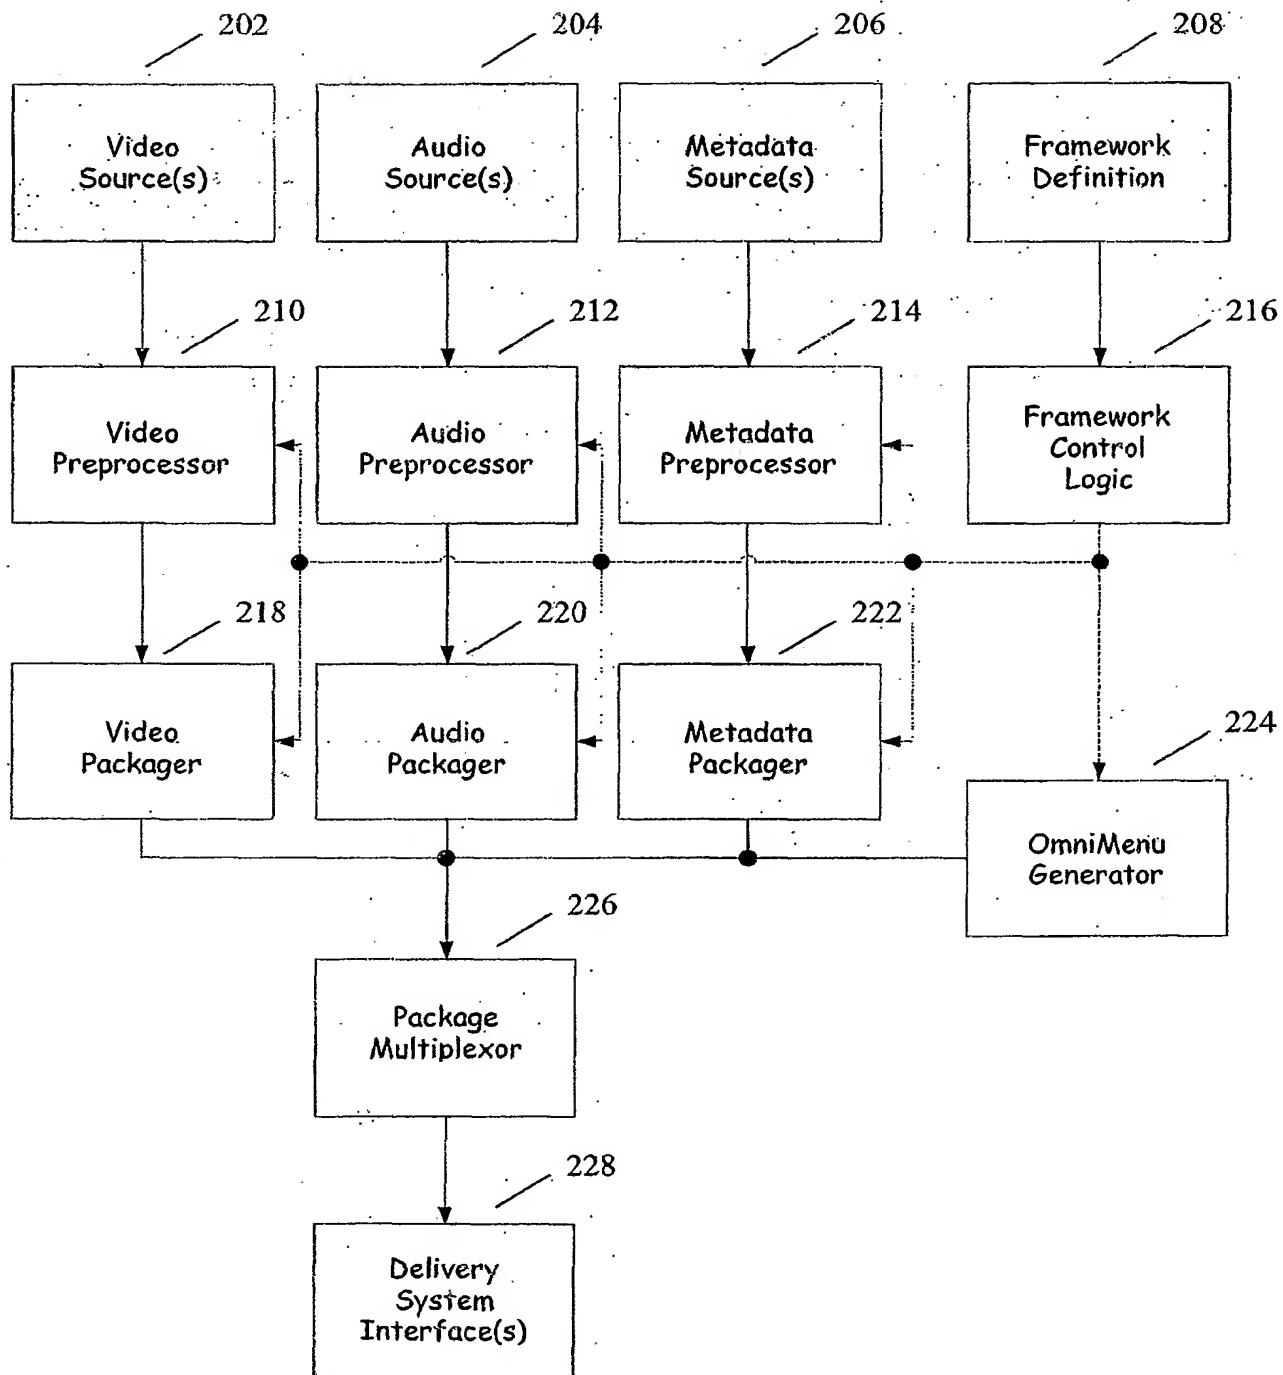 202
204
206
208
Video
Source(s)
Audio
Source(s)
Metadata
Source(s)
Framework
Definition
210
212
214
216
Video
Preprocessor
Audio
Preprocessor
Metadata
Preprocessor
Framework
Control
Logic
218
220
222
224
Video
Packager
Audio
Packager
Metadata
Packager
OmniMenu
Generator
226
Package
Multiplexor
228
Delivery
System
Interface(s)